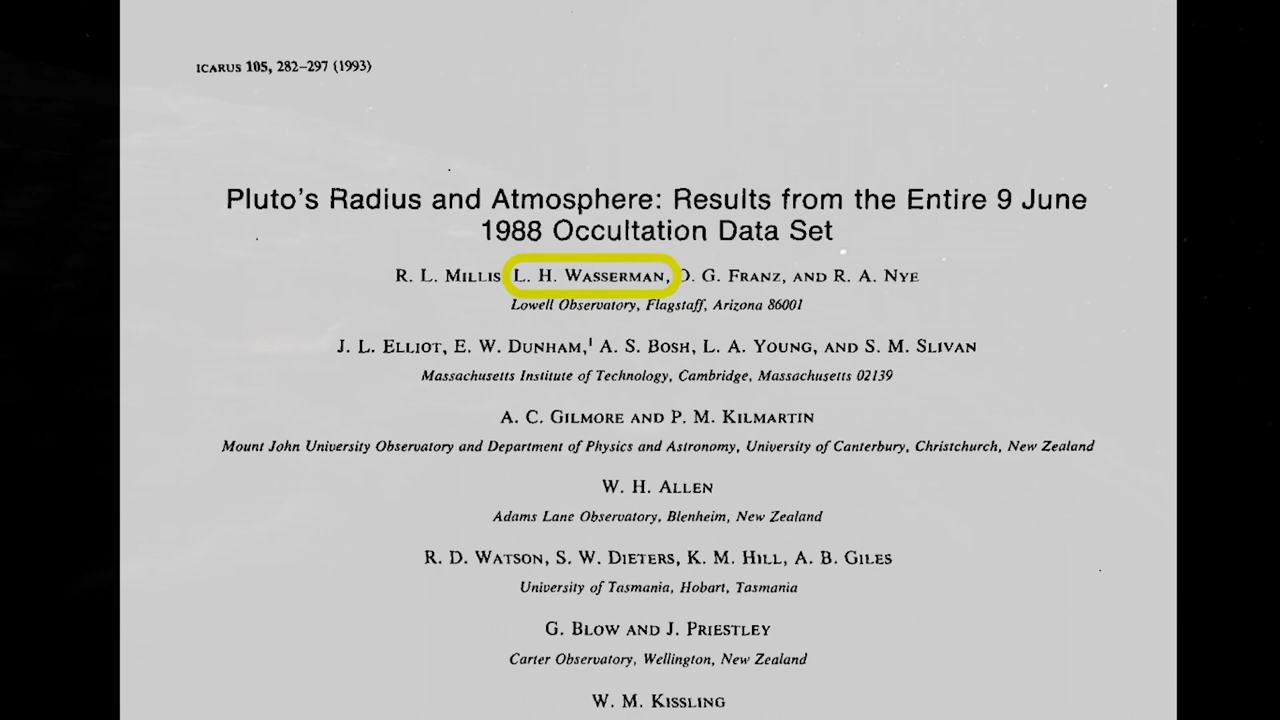 ICARUS 105, 282–297 (1993)
Pluto's Radius and Atmosphere: Results from the Entire 9 June
1988 Occultation Data Set
R. L. MILLIS L. H. WASSERMAN, O. G. FRANZ, AND R. A. NYE
Lowell Observatory, Flagstaff, Arizona 86001
J. L. ELLIOT, E. W. DUNHAM,¹ A. S. BOSH, L. A. YOUNG, AND S. M. SLIVAN
Massachusetts Institute of Technology, Cambridge, Massachusetts 02139
A. C. GILMORE AND P. M. KILMARTIN
Mount John University Observatory and Department of Physics and Astronomy, University of Canterbury, Christchurch, New Zealand
W. H. ALLEN
Adams Lane Observatory, Blenheim, New Zealand
R. D. WATSON, S. W. DIETERS, K. M. HILL, A. B. GILES
University of Tasmania, Hobart, Tasmania
G. BLOW AND J. PRIESTLEY
Carter Observatory, Wellington, New Zealand
W. M. KISSLING